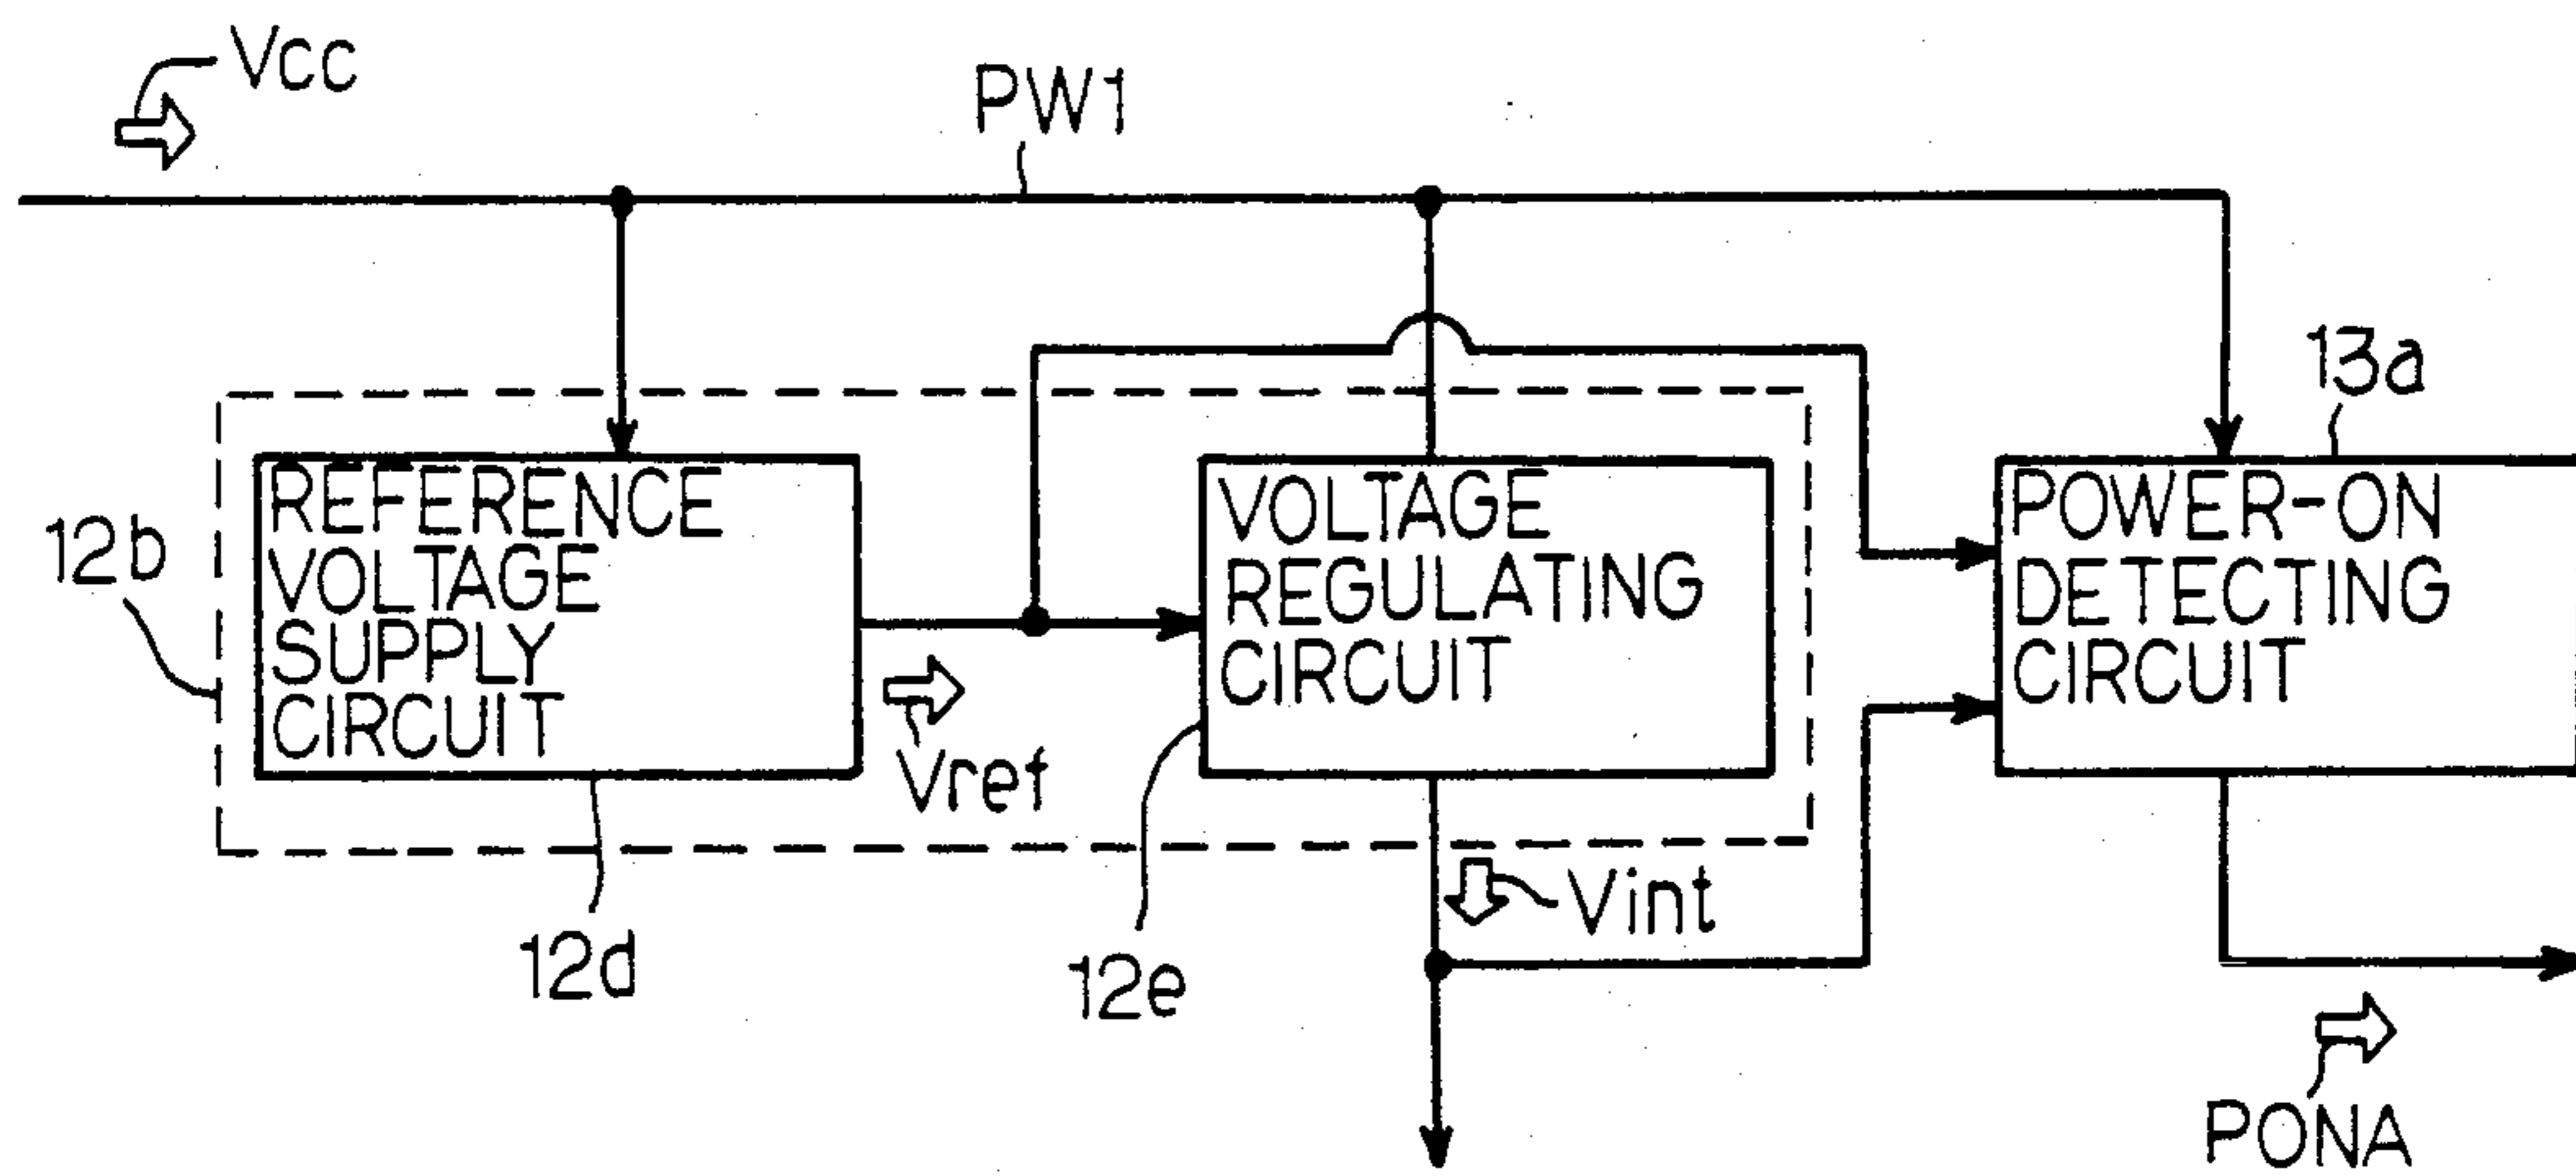 Vcc
PW1
13a
12b
REFERENCE
VOLTAGE
SUPPLY
CIRCUIT
VOLTAGE
REGULATING
CIRCUIT
POWER-ON
DETECTING
CIRCUIT
Vref
Vint
12d
12e
PONA